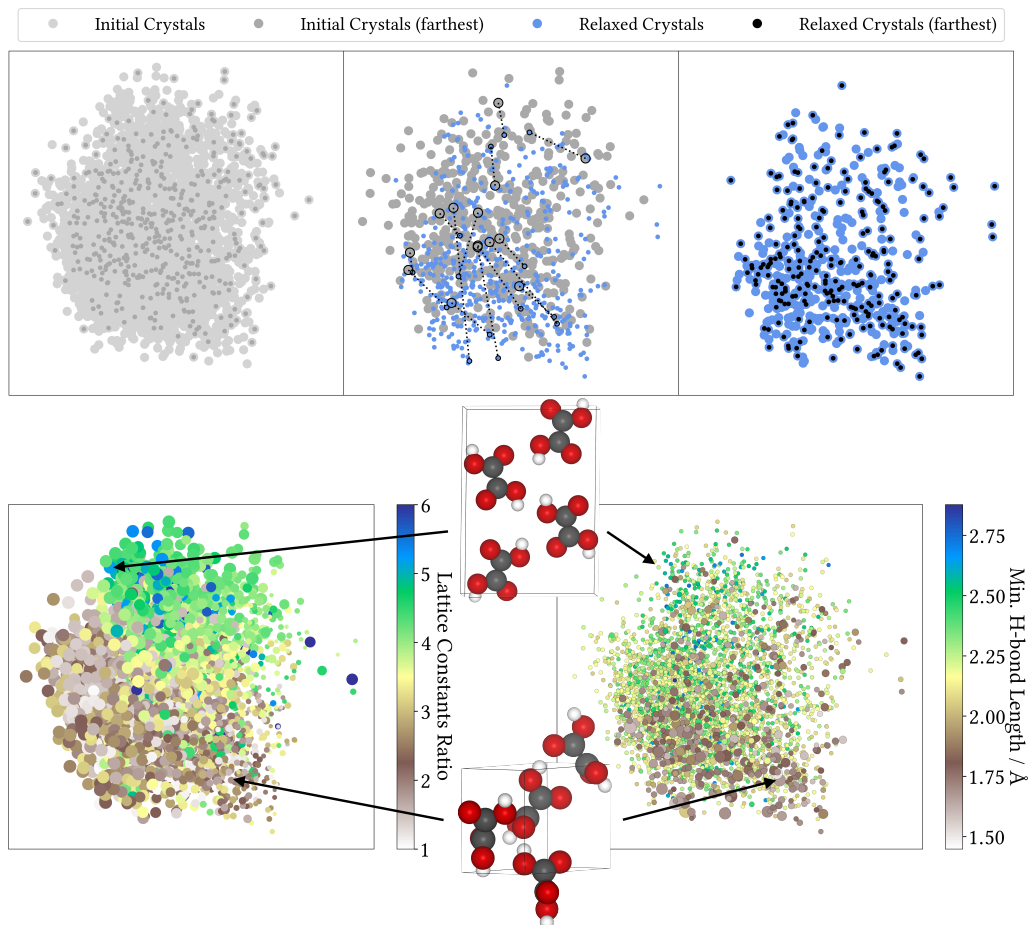 Initial Crystals
Initial Crystals (farthest)
Relaxed Crystals
Relaxed Crystals (farthest)
6
5
4
3
2
1
Lattice Constants Ratio
2.75
2.50
2.25
2.00
1.75
1.50
Min. H-bond Length / Å